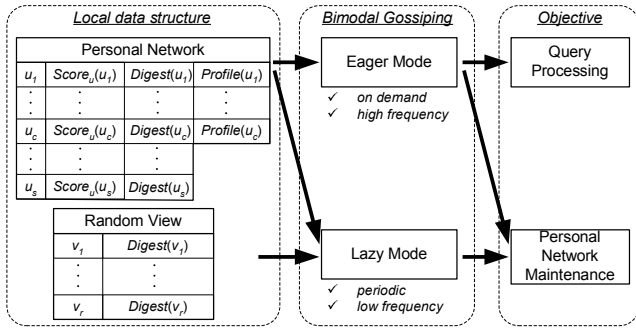 Local data structure
Bimodal Gossiping
Objective
Personal Network
u1 Scoreu(u1) Digest(u1) Profile(u1)
uc Scoreu(uc) Digest(uc) Profile(uc)
us Scoreu(us) Digest(us)
Random View
v1 Digest(v1)
vr Digest(vr)
Eager Mode
✓ on demand
✓ high frequency
Lazy Mode
✓ periodic
✓ low frequency
Query
Processing
Personal
Network
Maintenance